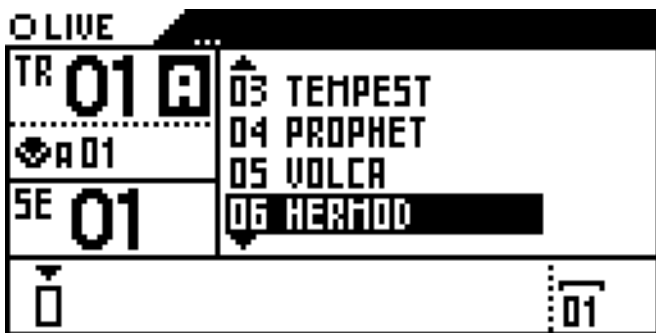 LIVE
TR 01 A
A 01
SE 01
03 TEMPEST
04 PROPHET
05 VOLCA
06 HERMOD
01